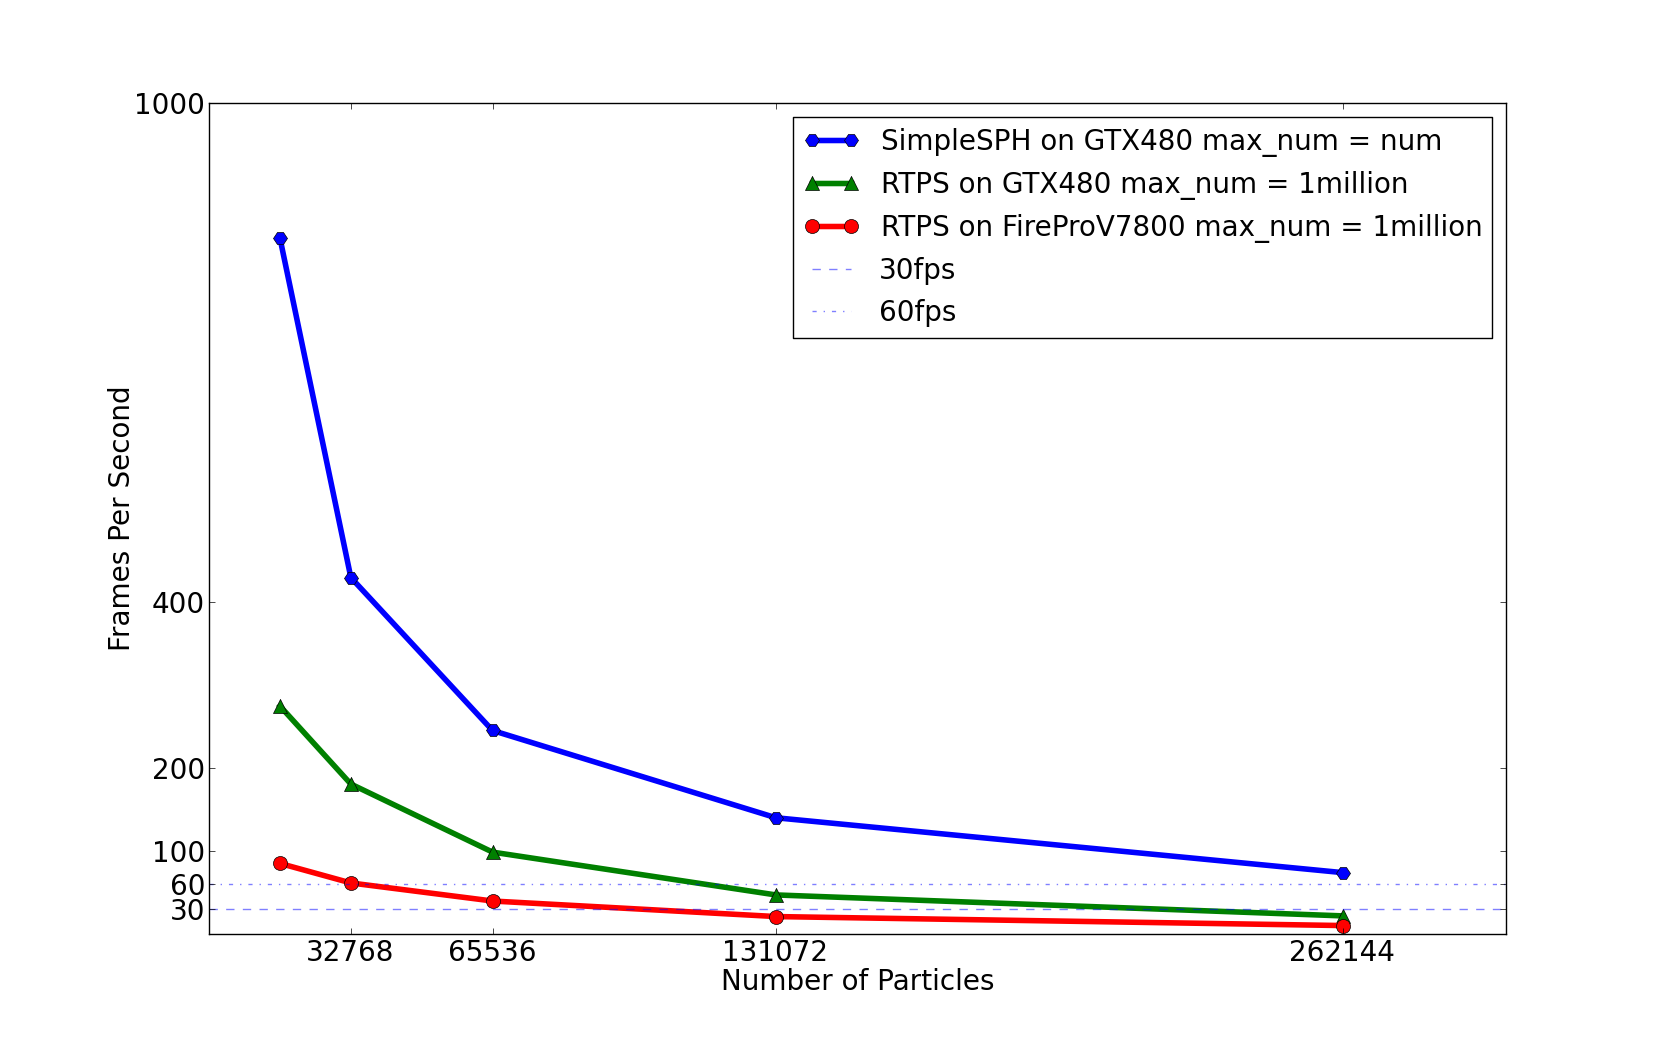 1000
400
200
100
60
30
Frames Per Second
SimpleSPH on GTX480 max_num = num
RTPS on GTX480 max_num = 1million
RTPS on FireProV7800 max_num = 1million
30fps
60fps
32768 65536 131072 262144
Number of Particles